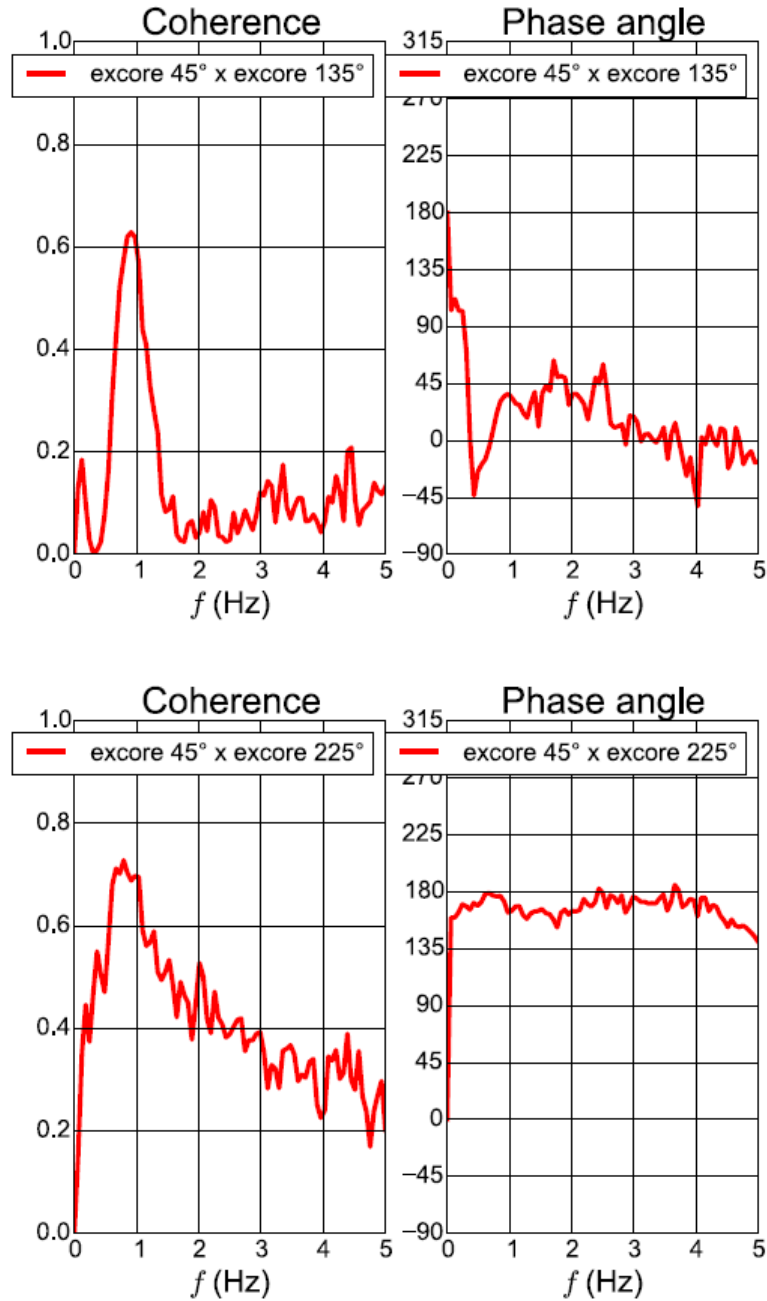 Coherence
1.0
excore 45° x excore 135°
0.8
0.6
0.4
0.2
0.0
0 1 2 3 4 5
f (Hz)
Phase angle
315
excore 45° x excore 135°
270
225
180
135
90
45
0
−45
−90
0 1 2 3 4 5
f (Hz)
Coherence
1.0
excore 45° x excore 225°
0.8
0.6
0.4
0.2
0.0
0 1 2 3 4 5
f (Hz)
Phase angle
315
excore 45° x excore 225°
270
225
180
135
90
45
0
−45
−90
0 1 2 3 4 5
f (Hz)